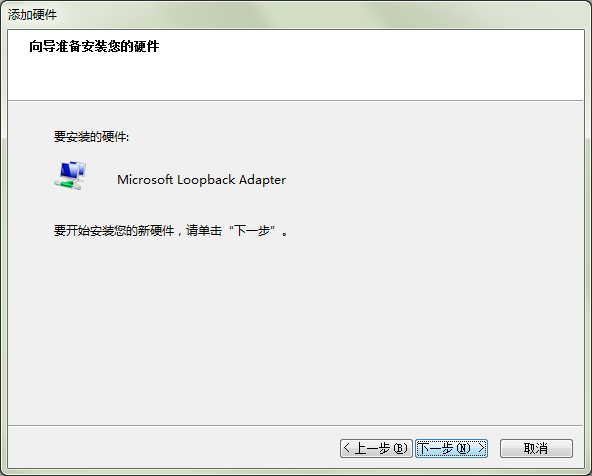 添加硬件
向导准备安装您的硬件
要安装的硬件:
Microsoft Loopback Adapter
要开始安装您的新硬件，请单击“下一步”。
< 上一步(B) 下一步(N) > 取消